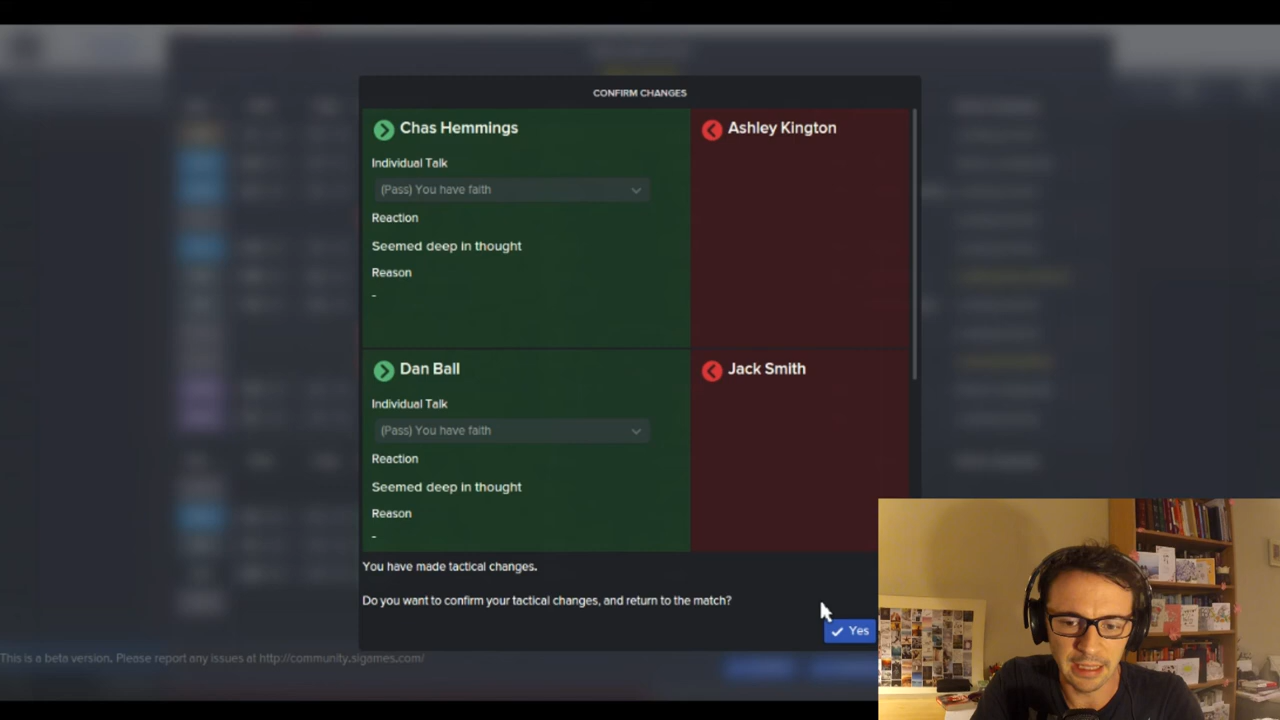 CONFIRM CHANGES
Chas Hemmings
Ashley Kington
Individual Talk
(Pass) You have faith
Reaction
Seemed deep in thought
Reason
-
Dan Ball
Jack Smith
Individual Talk
(Pass) You have faith
Reaction
Seemed deep in thought
Reason
-
You have made tactical changes.
Do you want to confirm your tactical changes, and return to the match?
Yes
This is a beta version. Please report any issues at http://community.sigames.com/